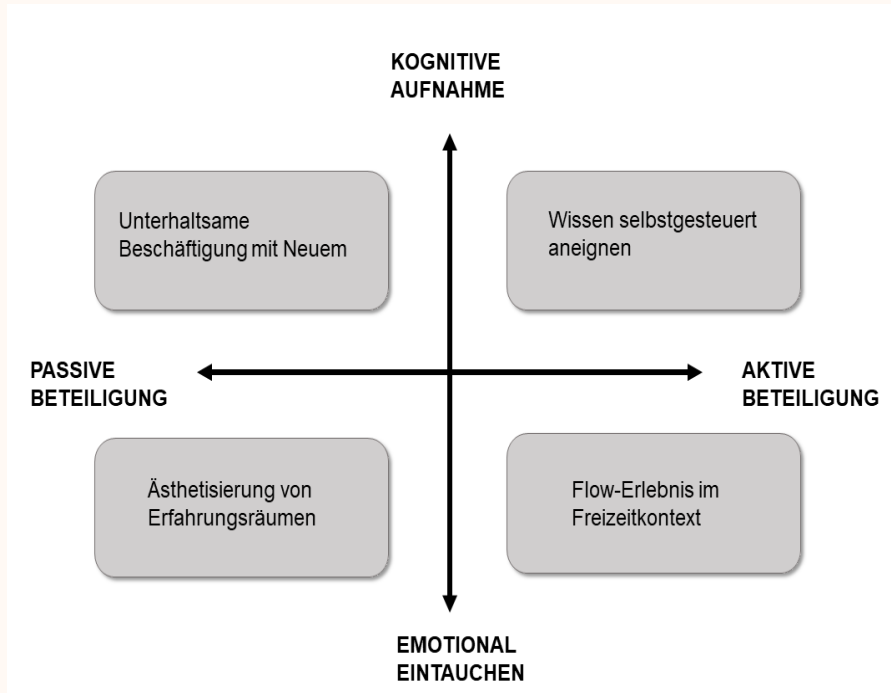 KOGNITIVE
AUFNAHME
Unterhaltsame
Beschäftigung mit Neuem
Wissen selbstgesteuert
aneignen
PASSIVE
BETEILIGUNG
AKTIVE
BETEILIGUNG
Ästhetisierung von
Erfahrungsräumen
Flow-Erlebnis im
Freizeitkontext
EMOTIONAL
EINTAUCHEN